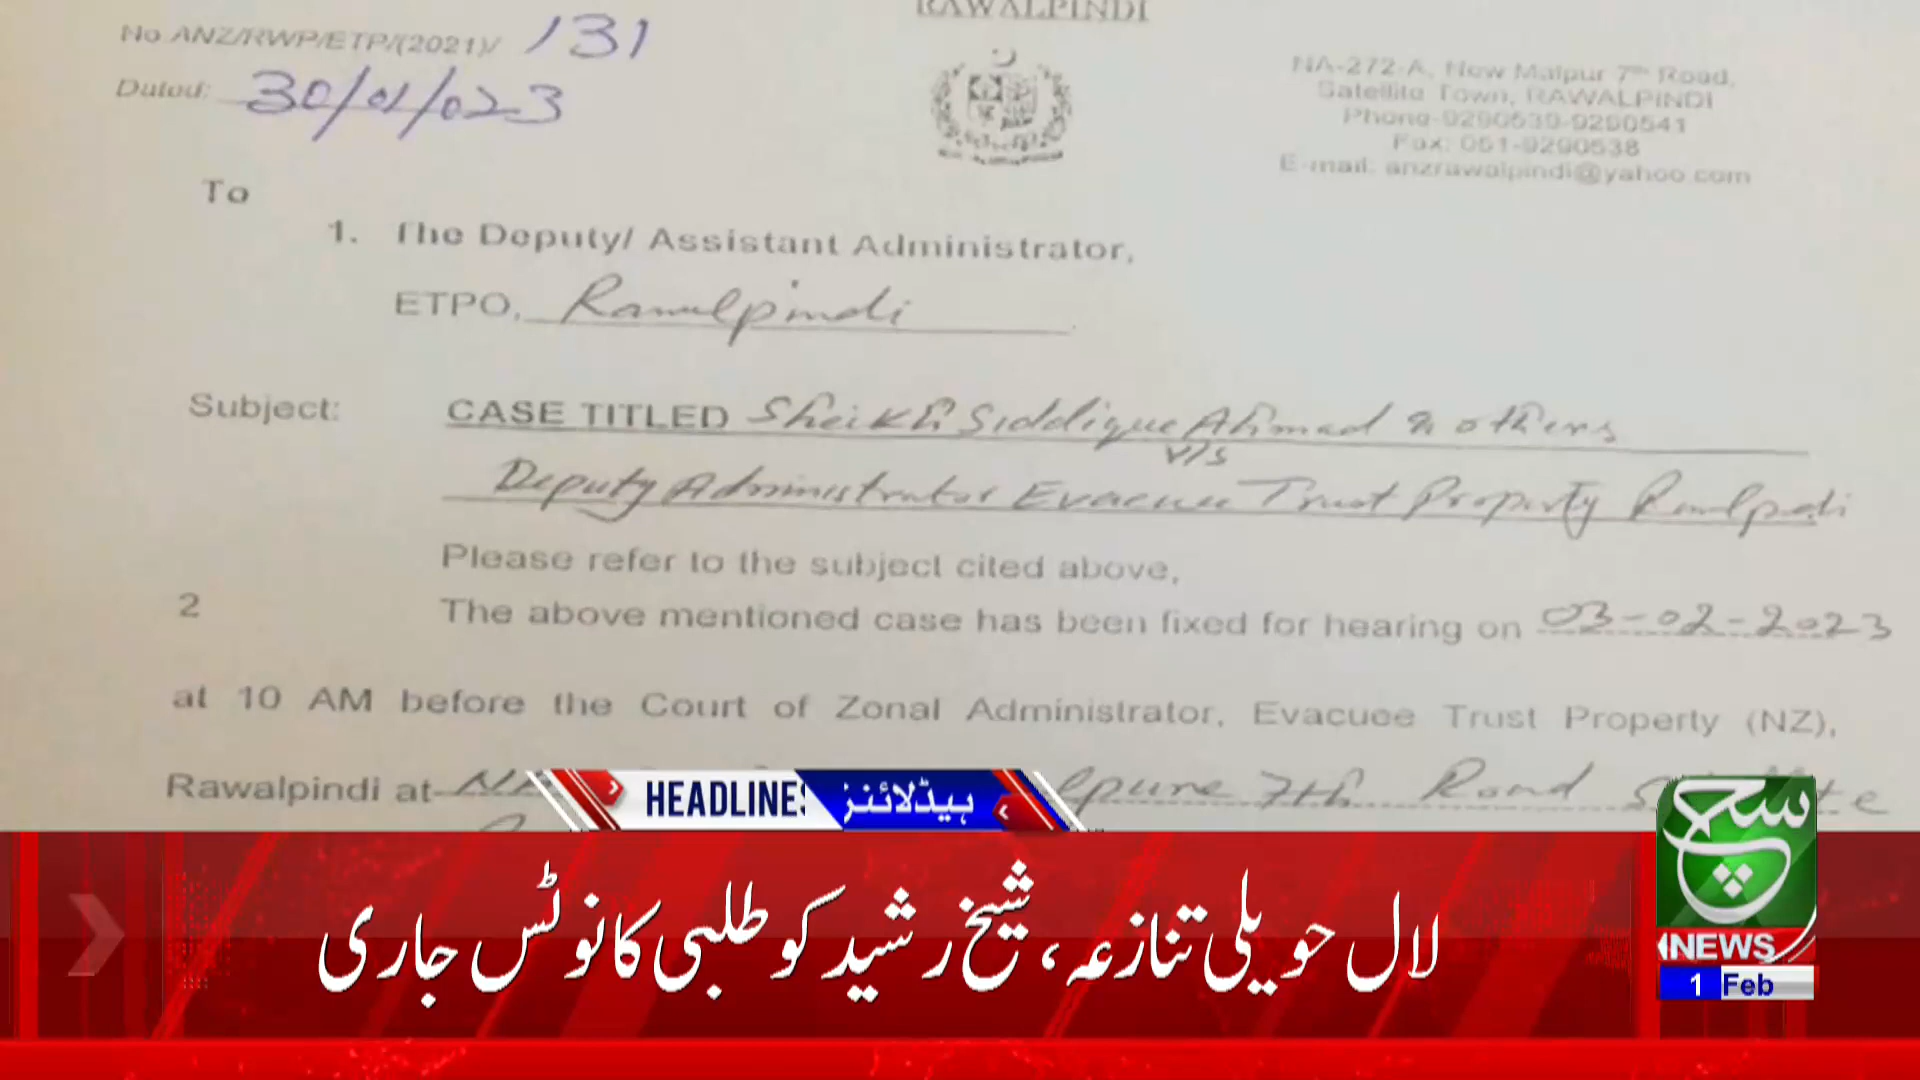 RAWALPINDI
No ANZ/RWP/ETP/(2021)/ 131
Dated: 30/01/023
NA-272-A, New Malpur 7th Road,
Satellite Town, RAWALPINDI
Phone-9290539-9290541
Fax: 051-9290538
E-mail: anzrawalpindi@yahoo.com
To
1. The Deputy/ Assistant Administrator,
ETPO, Rawalpindi
Subject: CASE TITLED Sheikh Siddique Ahmad & others
v/s
Deputy Administrator Evacuee Trust Property Rawalpindi
Please refer to the subject cited above,
2 The above mentioned case has been fixed for hearing on 03-02-2023
at 10 AM before the Court of Zonal Administrator, Evacuee Trust Property (NZ),
Rawalpindi at 7th Road
HEADLINES ہیڈلائنز
لال حویلی تنازعہ، شیخ رشید کو طلبی کا نوٹس جاری
سچ
NEWS
1 Feb